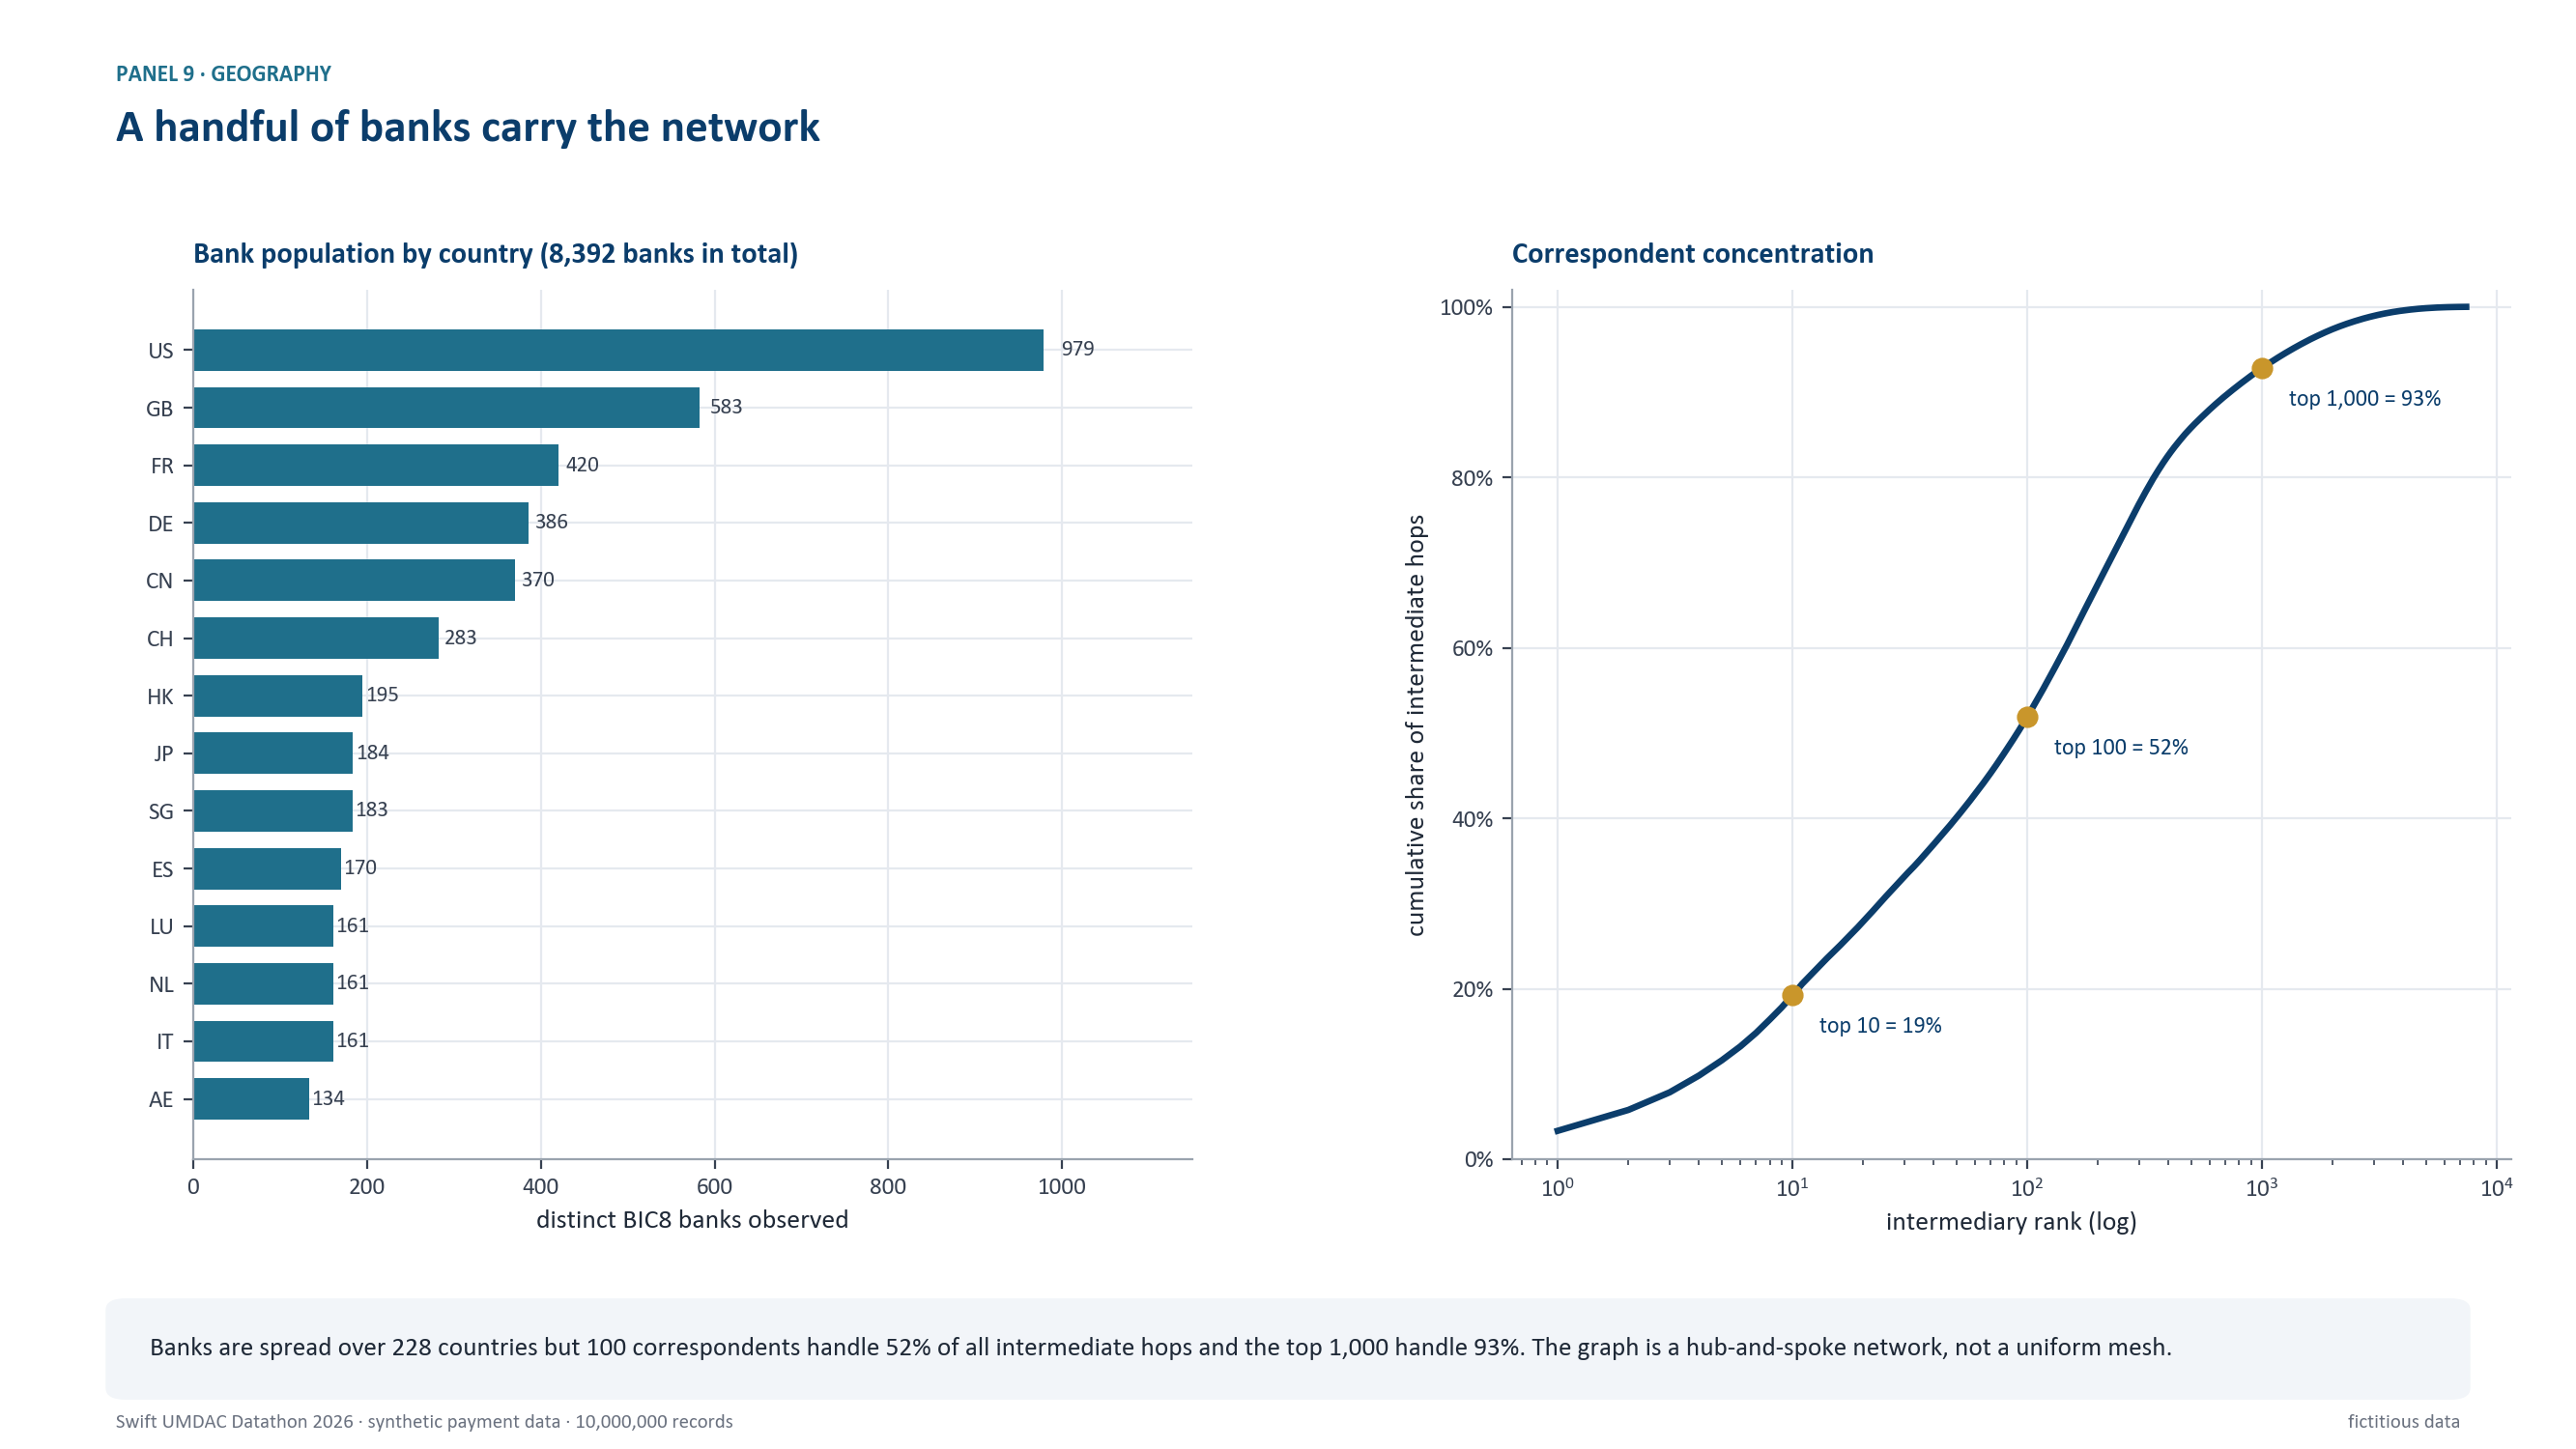 PANEL 9 · GEOGRAPHY
A handful of banks carry the network
Bank population by country (8,392 banks in total)
US 979
GB 583
FR 420
DE 386
CN 370
CH 283
HK 195
JP 184
SG 183
ES 170
LU 161
NL 161
IT 161
AE 134
0 200 400 600 800 1000
distinct BIC8 banks observed
Correspondent concentration
cumulative share of intermediate hops
100%
80%
60%
40%
20%
0%
top 1,000 = 93%
top 100 = 52%
top 10 = 19%
10⁰ 10¹ 10² 10³ 10⁴
intermediary rank (log)
Banks are spread over 228 countries but 100 correspondents handle 52% of all intermediate hops and the top 1,000 handle 93%. The graph is a hub-and-spoke network, not a uniform mesh.
Swift UMDAC Datathon 2026 · synthetic payment data · 10,000,000 records
fictitious data